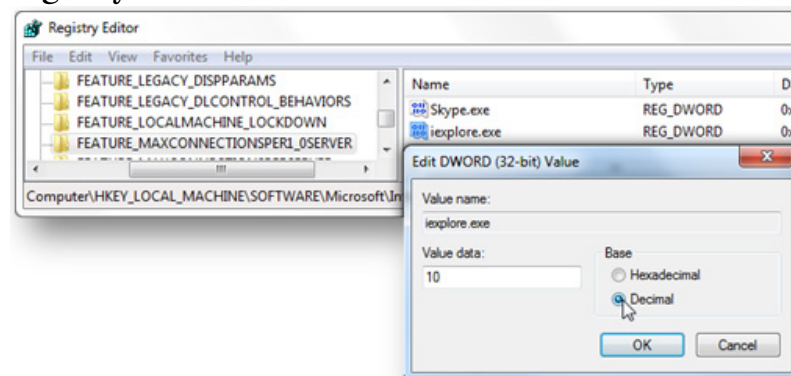 Registry Editor
File Edit View Favorites Help
FEATURE_LEGACY_DISPPARAMS
FEATURE_LEGACY_DLCONTROL_BEHAVIORS
FEATURE_LOCALMACHINE_LOCKDOWN
FEATURE_MAXCONNECTIONSPER1_0SERVER
Name Type D
Skype.exe REG_DWORD 0x
iexplore.exe REG_DWORD 0x
Computer\HKEY_LOCAL_MACHINE\SOFTWARE\Microsoft\In
Edit DWORD (32-bit) Value
Value name:
iexplore.exe
Value data:
10
Base
Hexadecimal
Decimal
OK Cancel